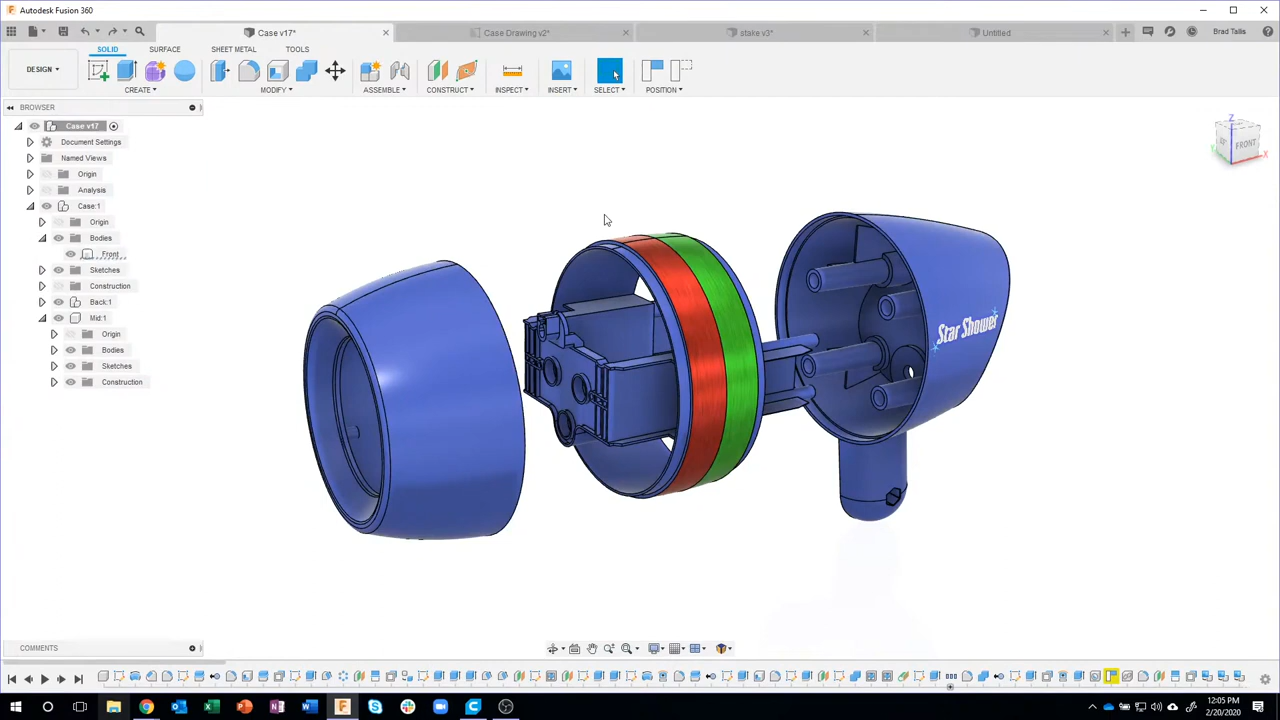 Autodesk Fusion 360
Case v17*
Case Drawing v2*
stake v3*
Untitled
Brad Tallis
DESIGN
SOLID
SURFACE
SHEET METAL
TOOLS
CREATE
MODIFY
ASSEMBLE
CONSTRUCT
INSPECT
INSERT
SELECT
POSITION
BROWSER
Case v17
Document Settings
Named Views
Origin
Analysis
Case:1
Origin
Bodies
Front
Sketches
Construction
Back:1
Mid:1
Origin
Bodies
Sketches
Construction
Z
FRONT
X
Star Shower
COMMENTS
12:05 PM
2/20/2020